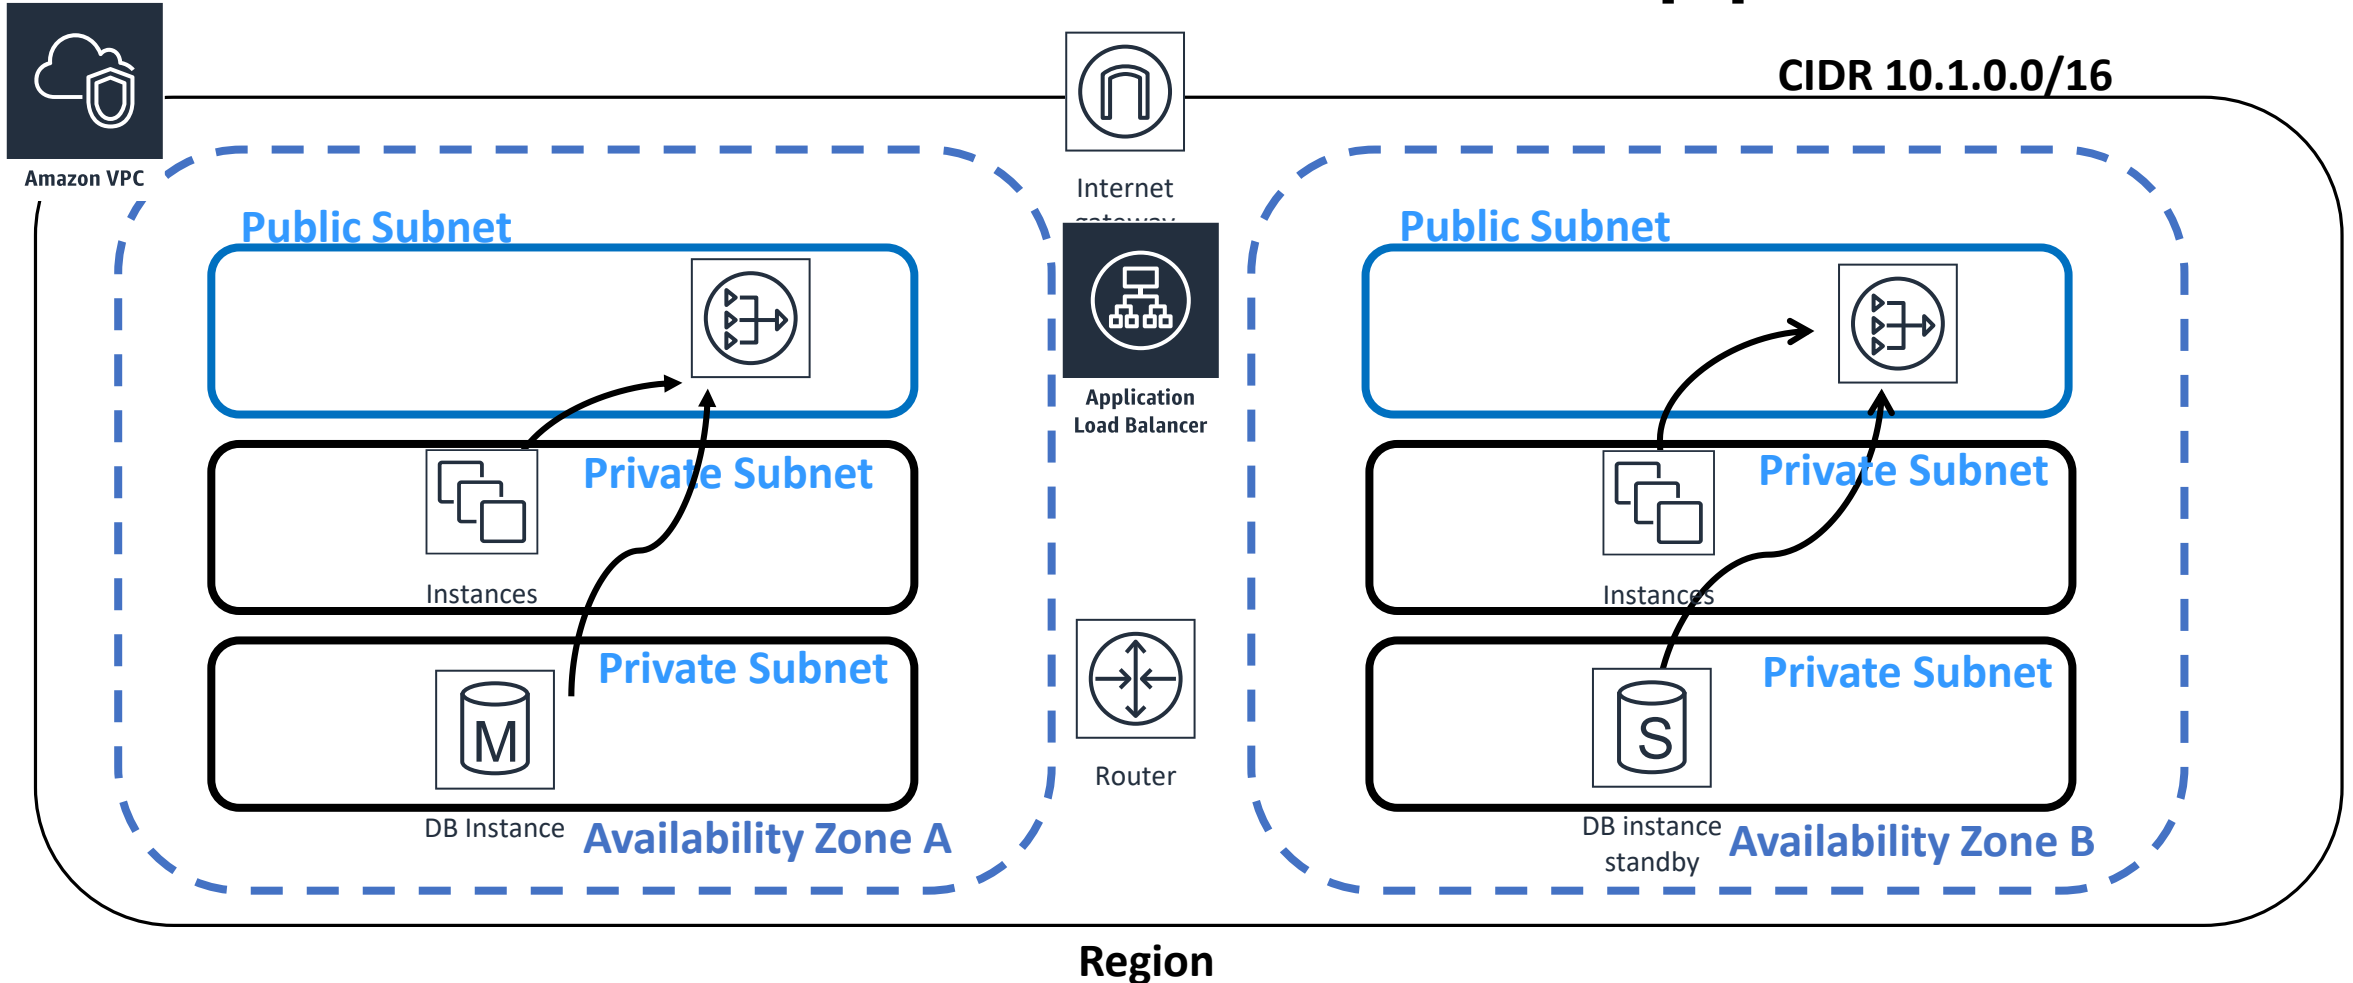 CIDR 10.1.0.0/16
Amazon VPC
Internet
gateway
Public Subnet
Public Subnet
Application
Load Balancer
Private Subnet
Private Subnet
Instances
Instances
Private Subnet
Private Subnet
M
S
Router
DB Instance
Availability Zone A
DB instance
standby
Availability Zone B
Region